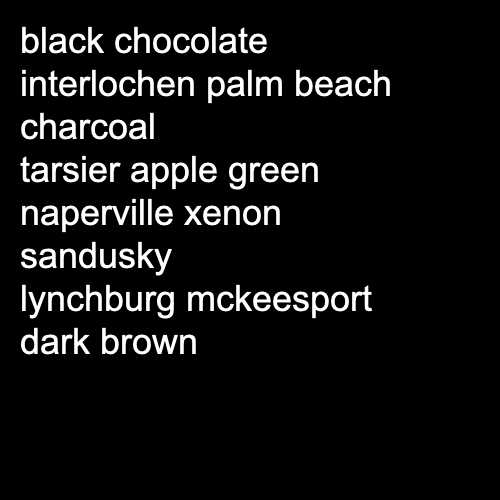 black chocolate
interlochen palm beach
charcoal
tarsier apple green
naperville xenon
sandusky
lynchburg mckeesport
dark brown